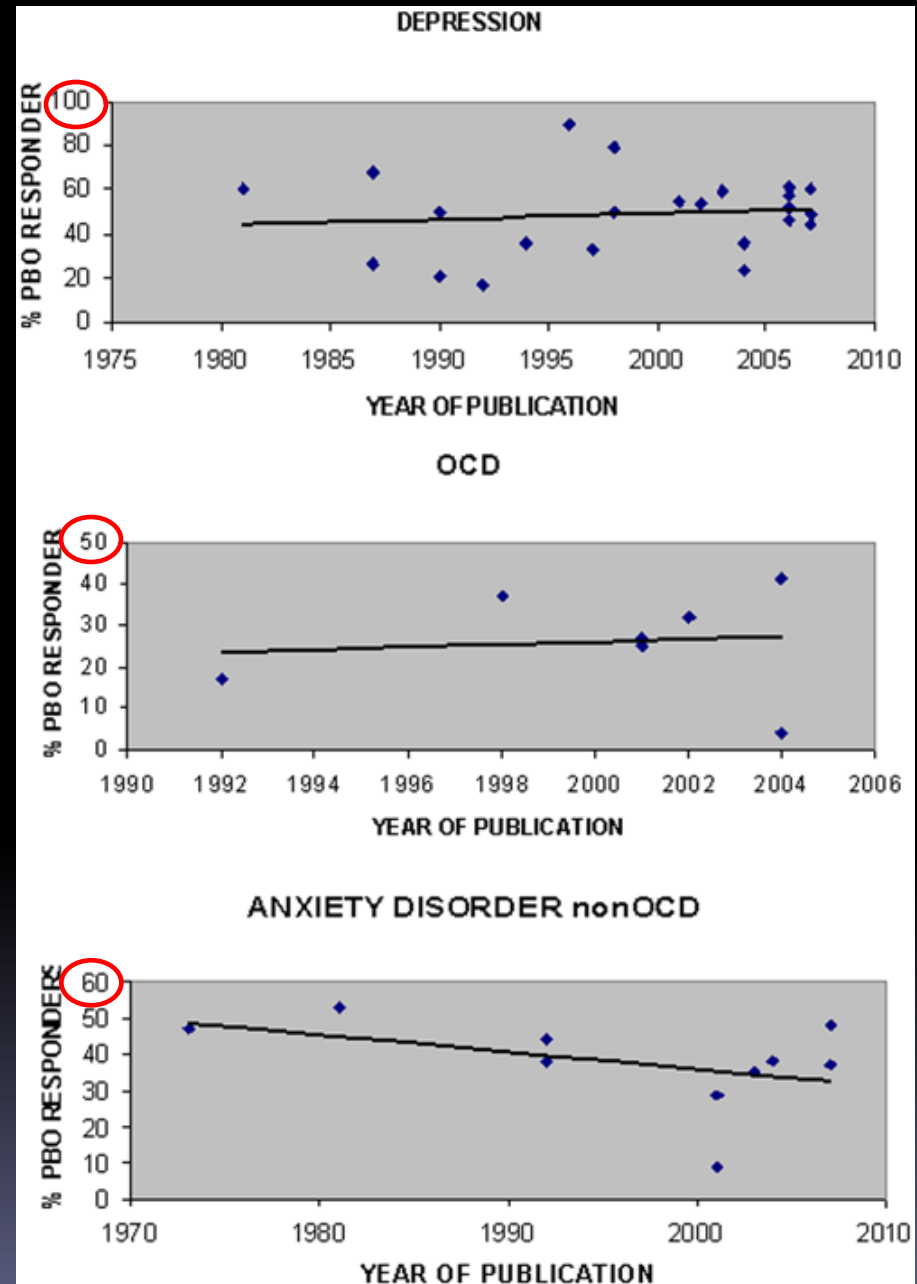 DEPRESSION
% PBO RESPONDER
100
80
60
40
20
0
1975 1980 1985 1990 1995 2000 2005 2010
YEAR OF PUBLICATION
OCD
% PBO RESPONDER
50
40
30
20
10
0
1990 1992 1994 1996 1998 2000 2002 2004 2006
YEAR OF PUBLICATION
ANXIETY DISORDER nonOCD
% PBO RESPONDERS
60
50
40
30
20
10
0
1970 1980 1990 2000 2010
YEAR OF PUBLICATION